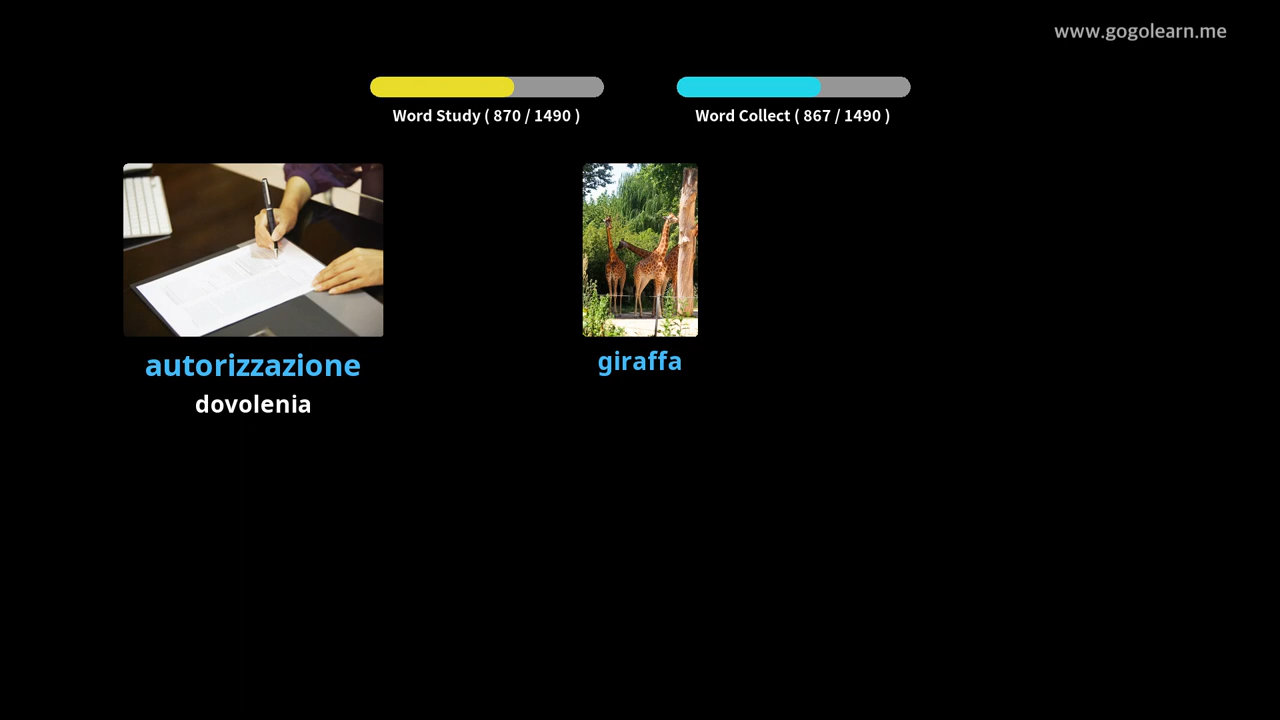 www.gogolearn.me
Word Study ( 870 / 1490 )
Word Collect ( 867 / 1490 )
autorizzazione
dovolenia
giraffa